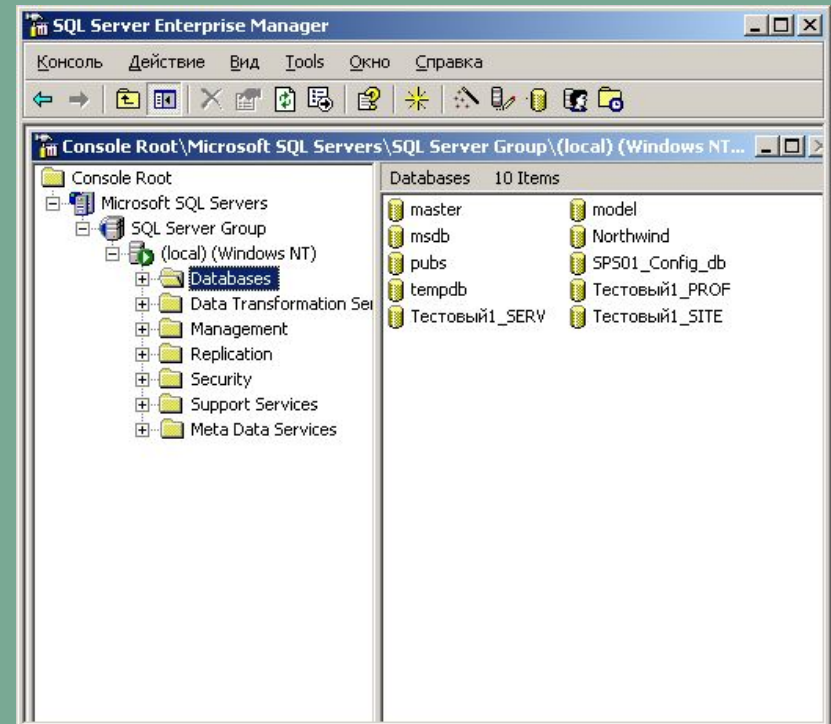 SQL Server Enterprise Manager
Консоль Действие Вид Tools Окно Справка
Console Root\Microsoft SQL Servers\SQL Server Group\(local) (Windows NT...
Console Root
Microsoft SQL Servers
SQL Server Group
(local) (Windows NT)
Databases
Data Transformation Ser
Management
Replication
Security
Support Services
Meta Data Services
Databases 10 Items
master model
msdb Northwind
pubs SPS01_Config_db
tempdb Тестовый1_PROF
Тестовый1_SERV Тестовый1_SITE